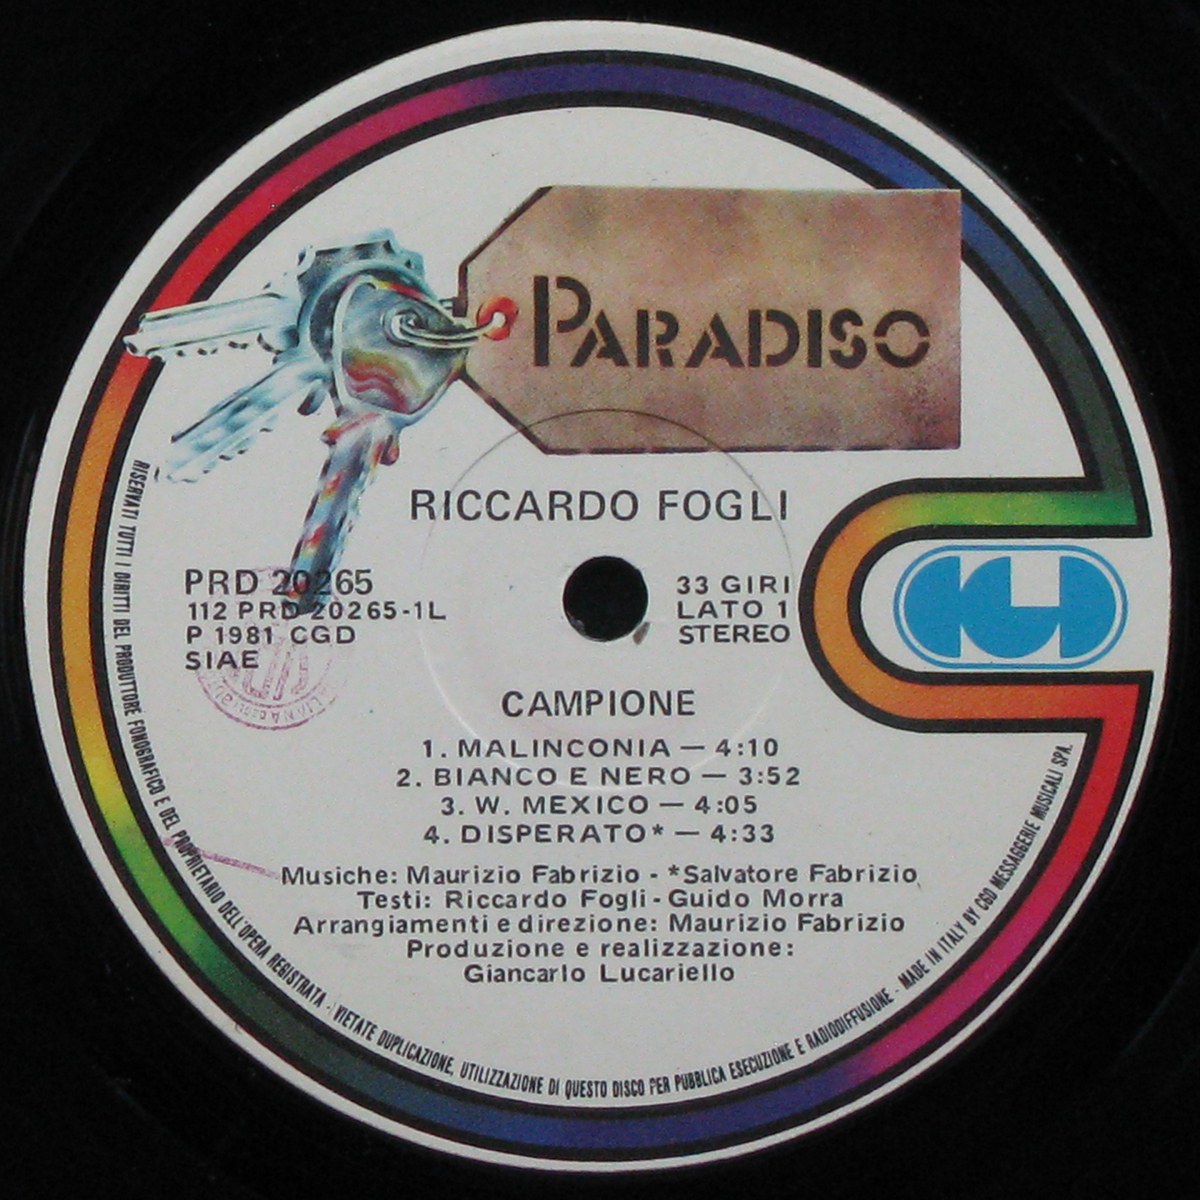 PARADISO
RICCARDO FOGLI
PRD 20265
112 PRD 20265-1L
P 1981 CGD
SIAE
33 GIRI
LATO 1
STEREO
CAMPIONE
1. MALINCONIA — 4:10
2. BIANCO E NERO — 3:52
3. W. MEXICO — 4:05
4. DISPERATO* — 4:33
Musiche: Maurizio Fabrizio - *Salvatore Fabrizio
Testi: Riccardo Fogli - Guido Morra
Arrangiamenti e direzione: Maurizio Fabrizio
Produzione e realizzazione:
Giancarlo Lucariello
RISERVATI TUTTI I DIRITTI DEL PRODUTTORE FONOGRAFICO E DEL PROPRIETARIO DELL'OPERA REGISTRATA - VIETATE DUPLICAZIONE, UTILIZZAZIONE DI QUESTO DISCO PER PUBBLICA ESECUZIONE E RADIODIFFUSIONE - MADE IN ITALY BY CGD MESSAGGERIE MUSICALI SPA.